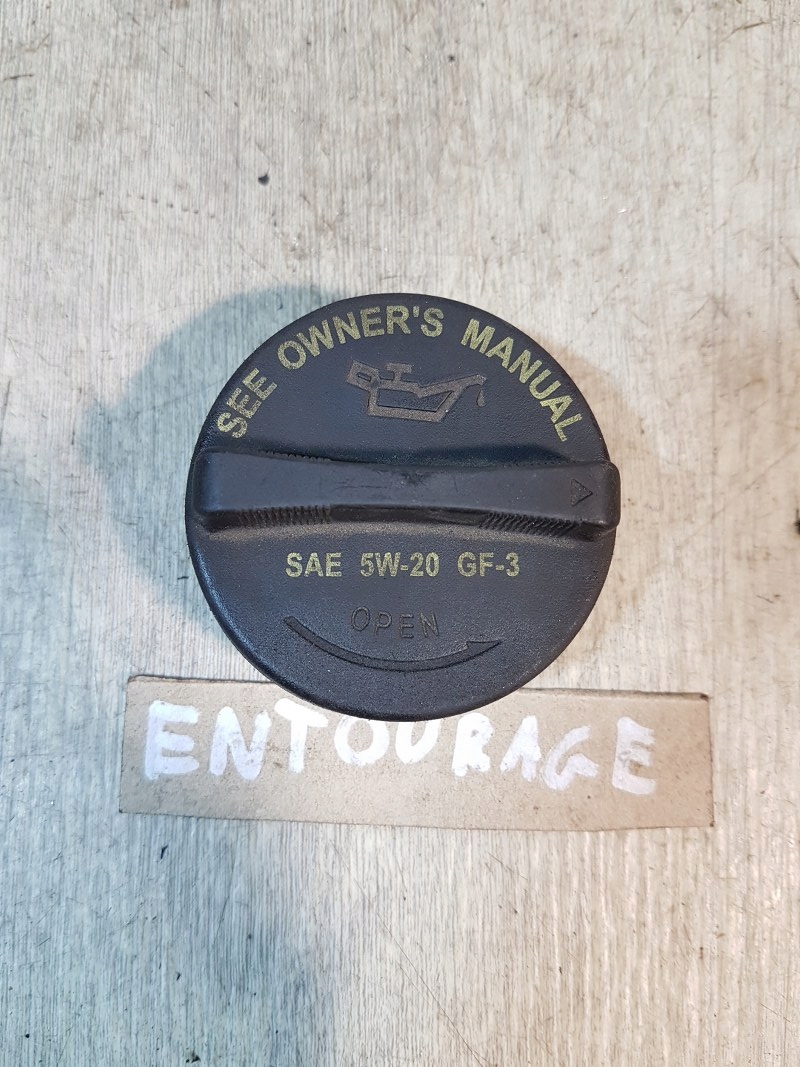 SEE OWNER'S MANUAL
SAE 5W-20 GF-3
OPEN
ENTOURAGE